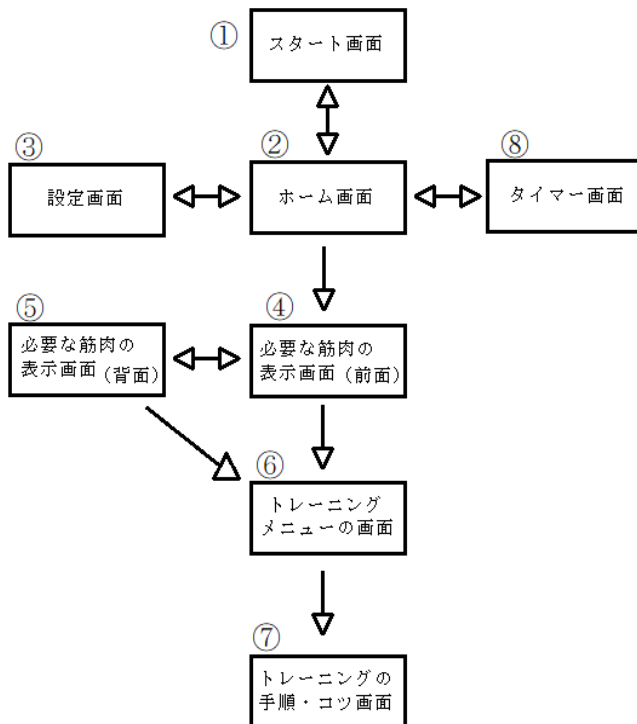 ①
スタート画面
③
②
⑧
設定画面
ホーム画面
タイマー画面
⑤
④
必要な筋肉の
表示画面(背面)
必要な筋肉の
表示画面(前面)
⑥
トレーニング
メニューの画面
⑦
トレーニングの
手順・コツ画面